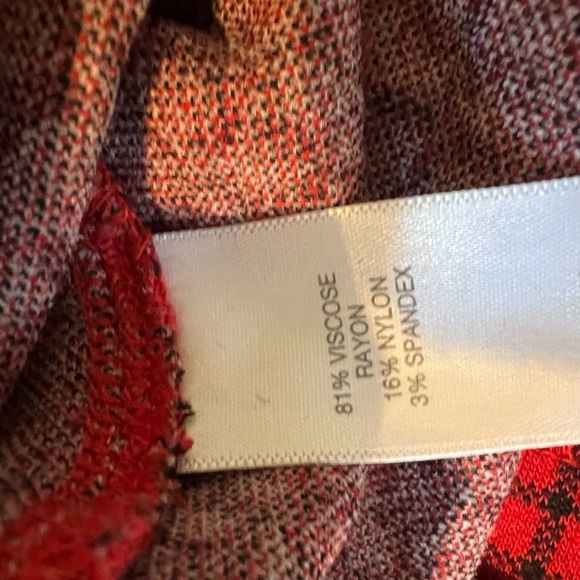 81% VISCOSE
RAYON
16% NYLON
3% SPANDEX